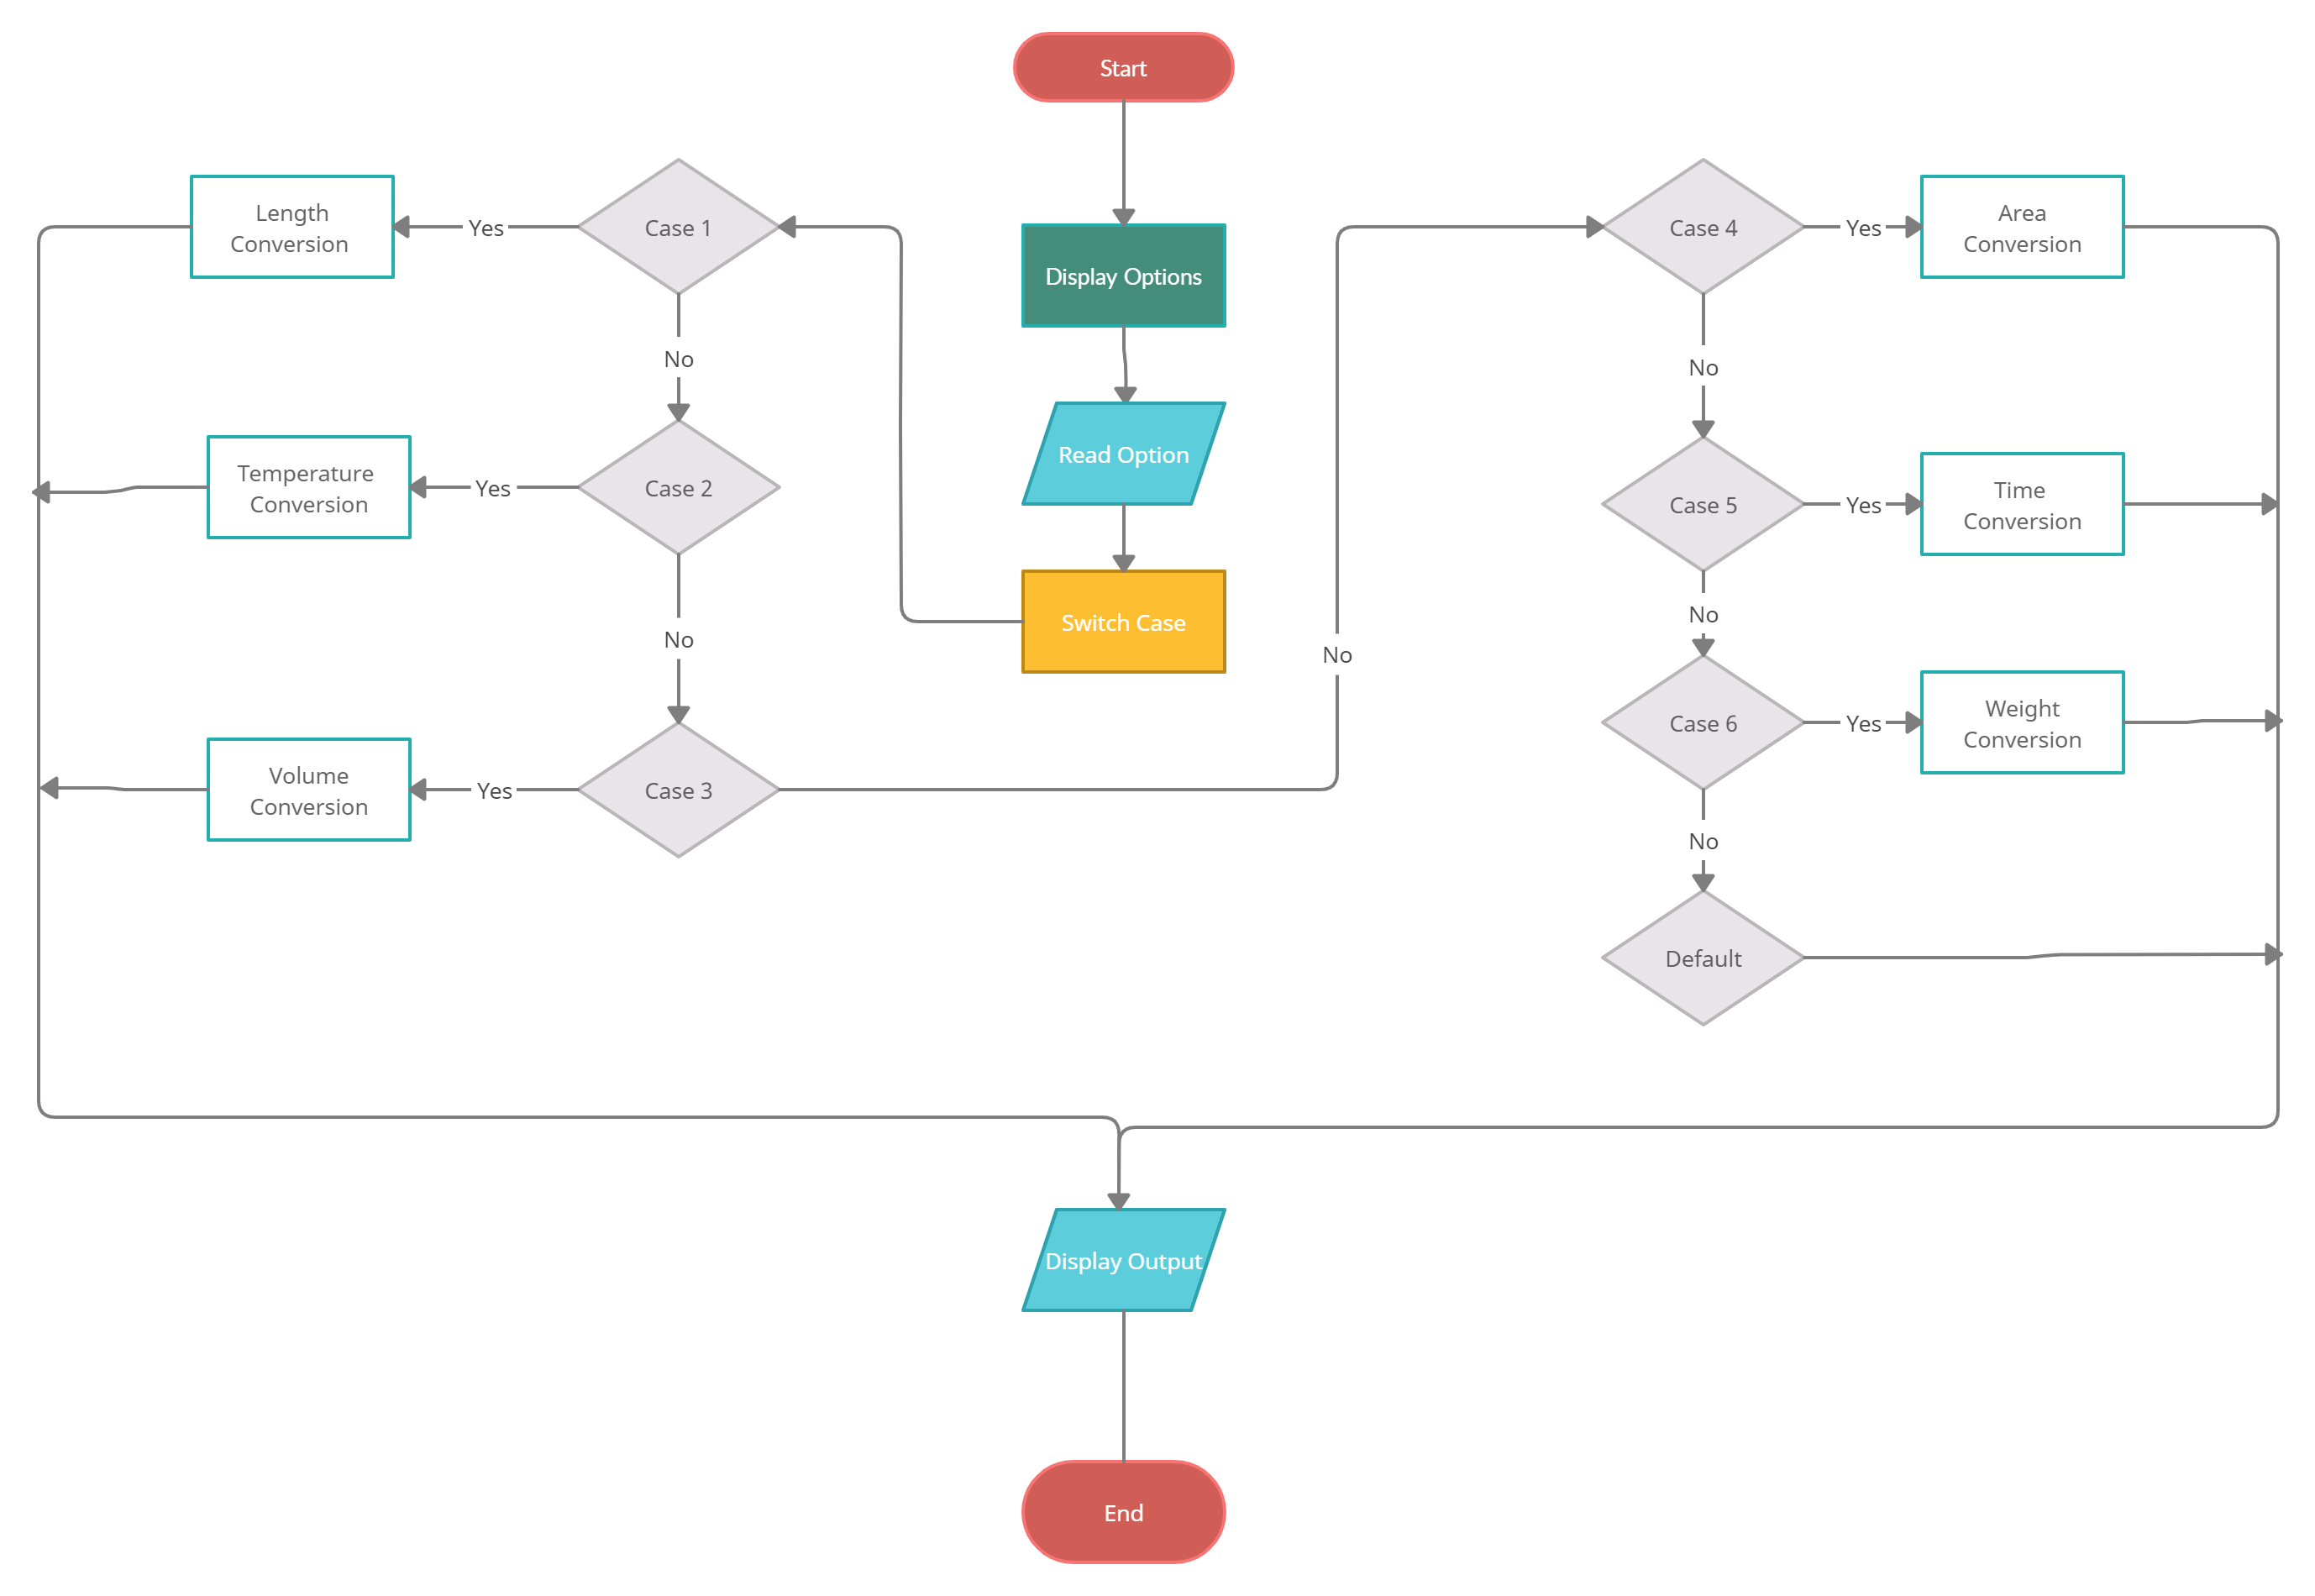 Start
Display Options
Read Option
Switch Case
Case 1
Yes
Length
Conversion
No
Case 2
Yes
Temperature
Conversion
No
Case 3
Yes
Volume
Conversion
No
Case 4
Yes
Area
Conversion
No
Case 5
Yes
Time
Conversion
No
Case 6
Yes
Weight
Conversion
No
Default
Display Output
End